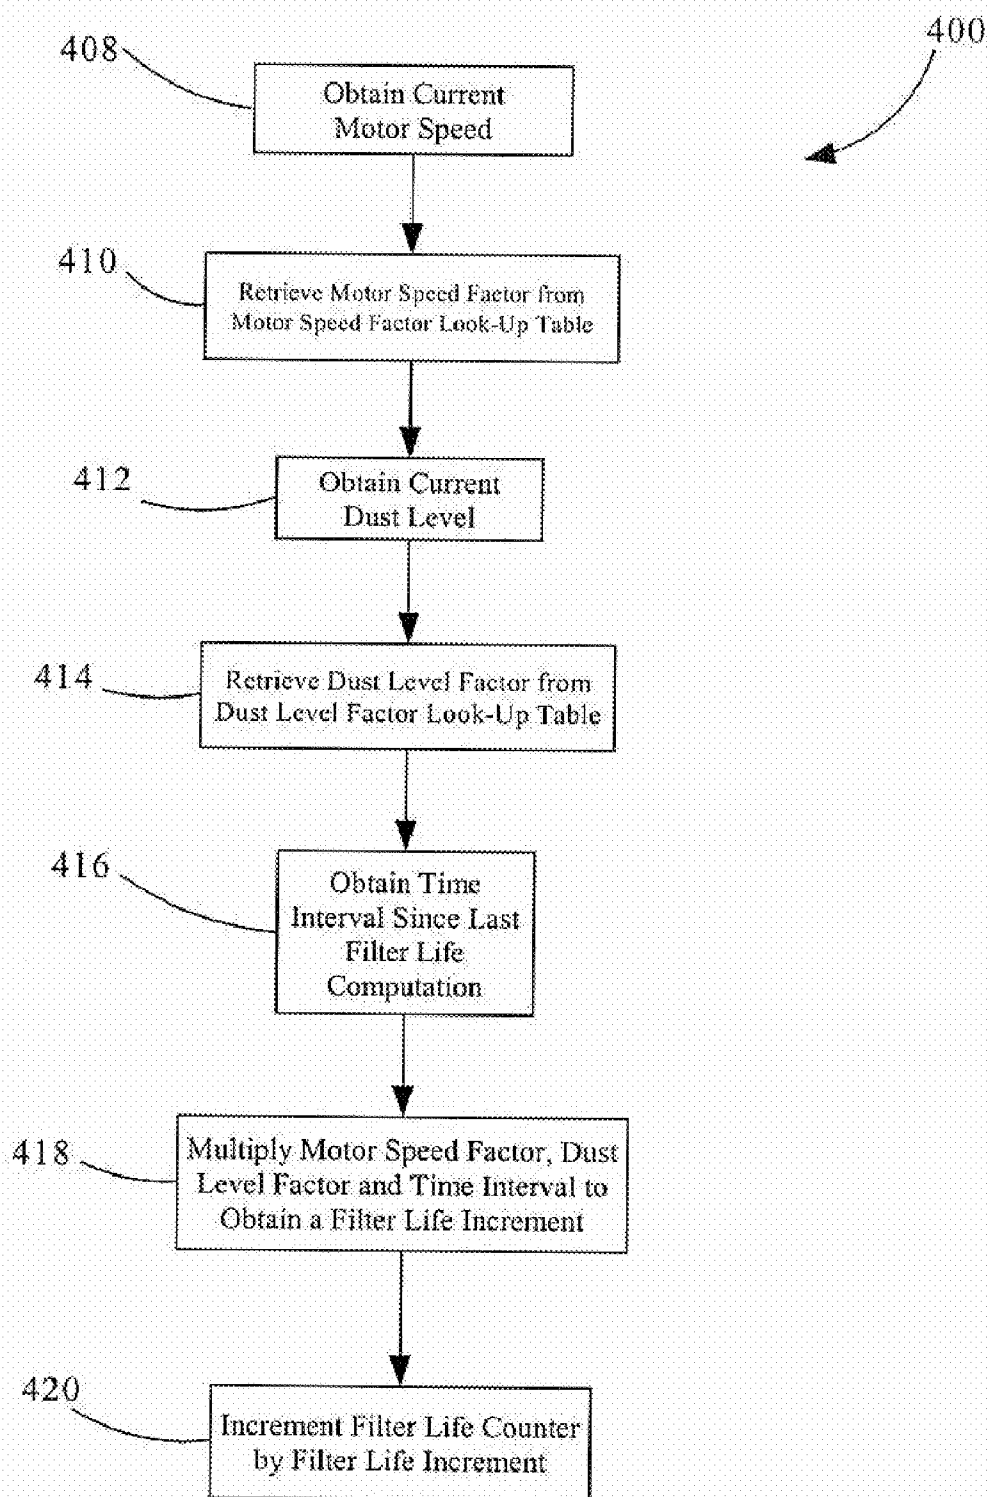 400
408
Obtain Current
Motor Speed
410
Retrieve Motor Speed Factor from
Motor Speed Factor Look-Up Table
412
Obtain Current
Dust Level
414
Retrieve Dust Level Factor from
Dust Level Factor Look-Up Table
416
Obtain Time
Interval Since Last
Filter Life
Computation
418
Multiply Motor Speed Factor, Dust
Level Factor and Time Interval to
Obtain a Filter Life Increment
420
Increment Filter Life Counter
by Filter Life Increment